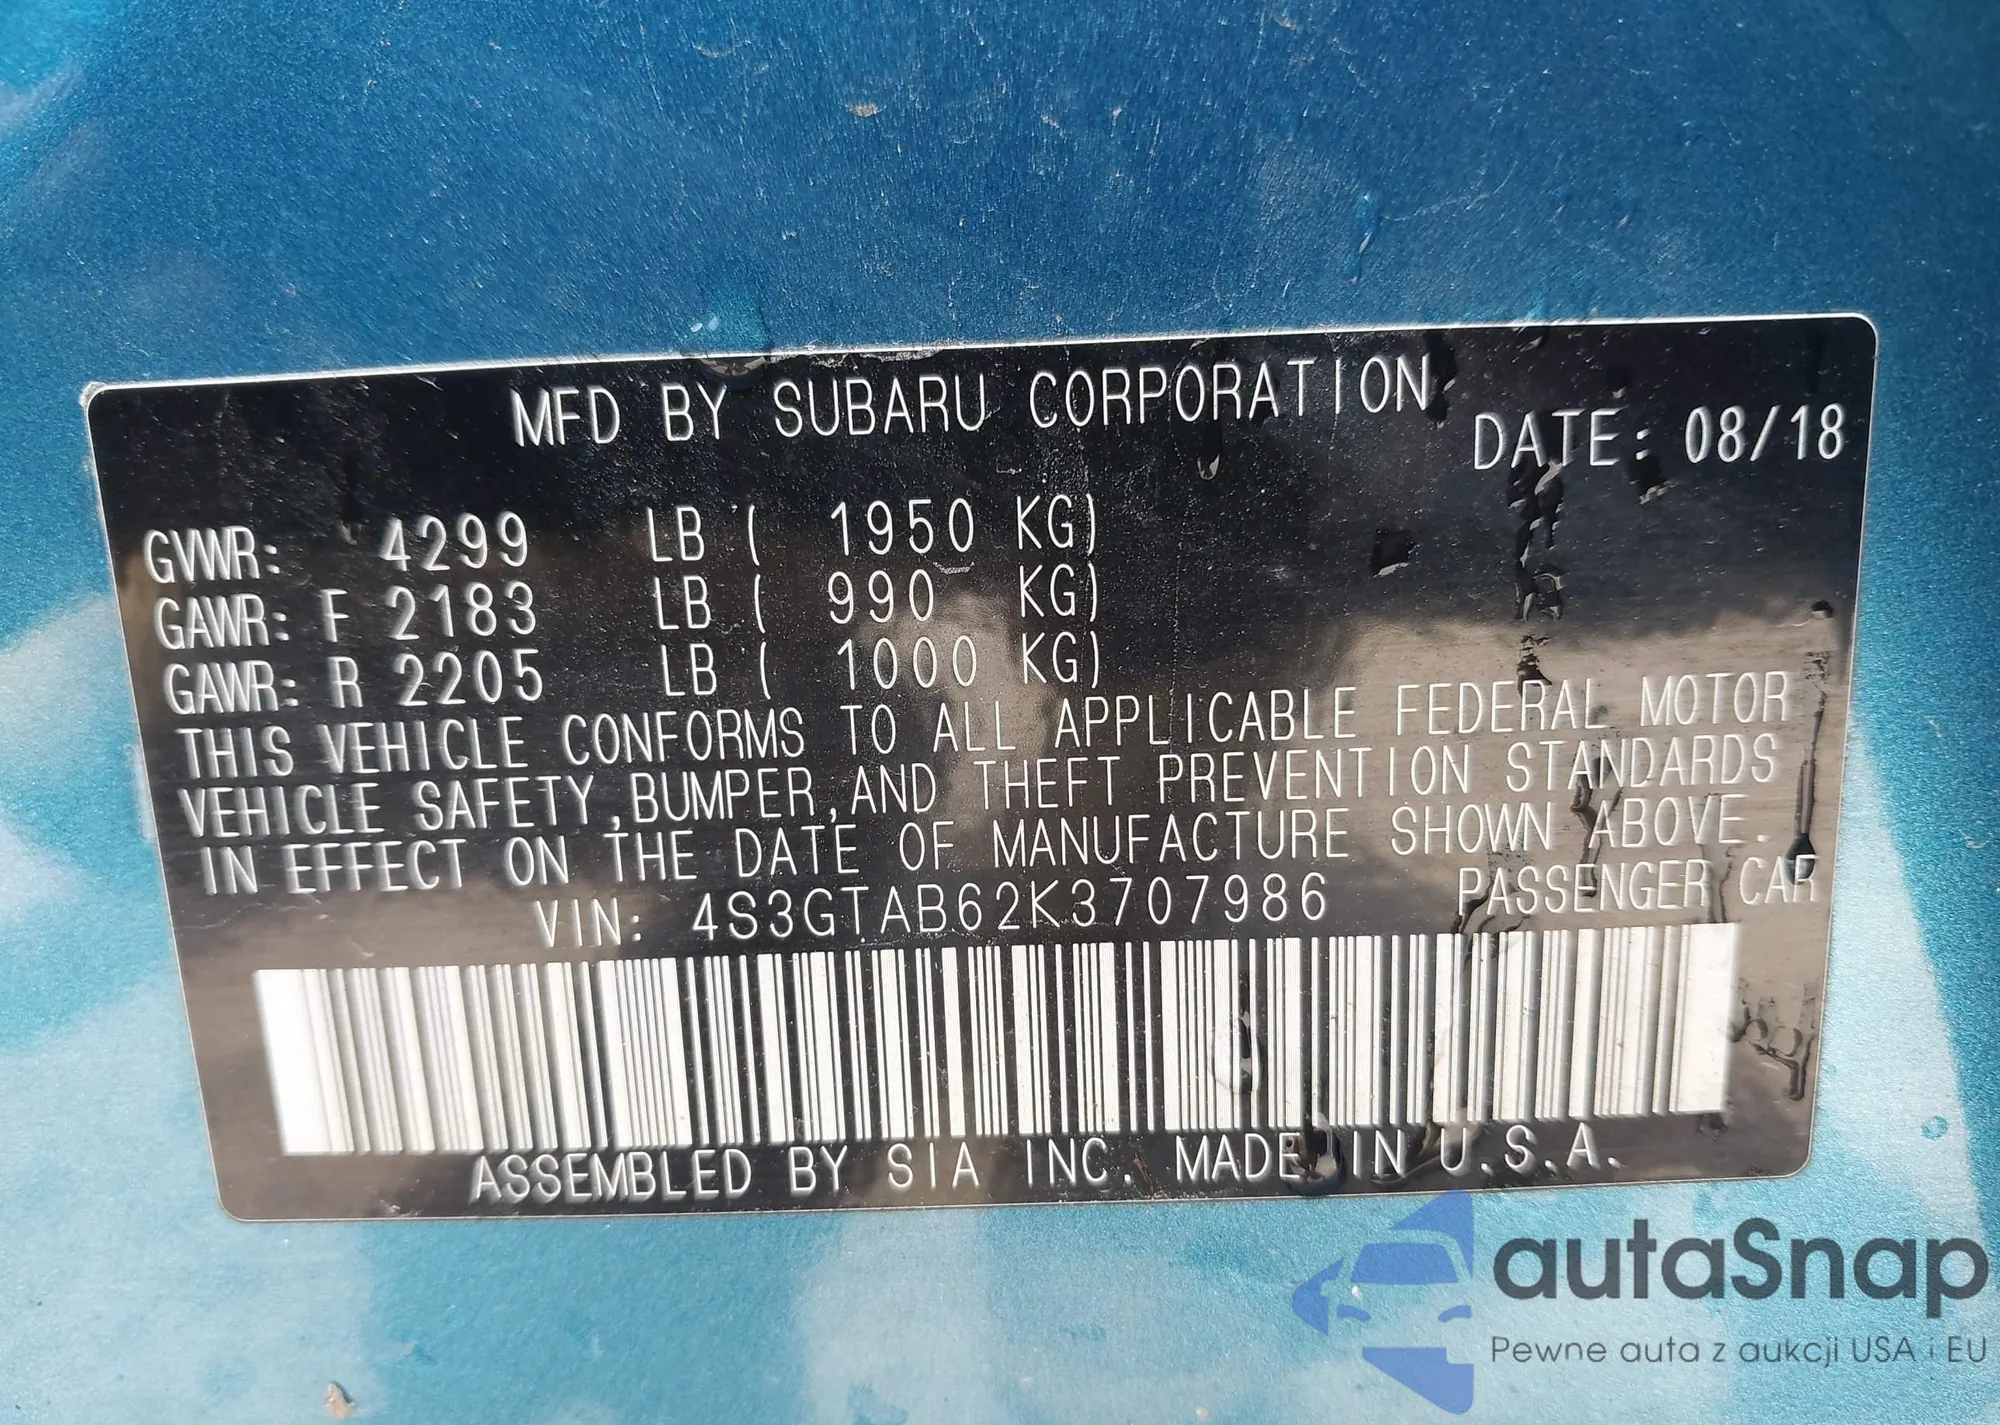 MFD BY SUBARU CORPORATION
DATE: 08/18
GVWR: 4299 LB ( 1950 KG)
GAWR: F 2183 LB ( 990 KG)
GAWR: R 2205 LB ( 1000 KG)
THIS VEHICLE CONFORMS TO ALL APPLICABLE FEDERAL MOTOR
VEHICLE SAFETY,BUMPER,AND THEFT PREVENTION STANDARDS
IN EFFECT ON THE DATE OF MANUFACTURE SHOWN ABOVE.
VIN: 4S3GTAB62K3707986 PASSENGER CAR
ASSEMBLED BY SIA INC. MADE IN U.S.A.
autaSnap
Pewne auta z aukcji USA i EU